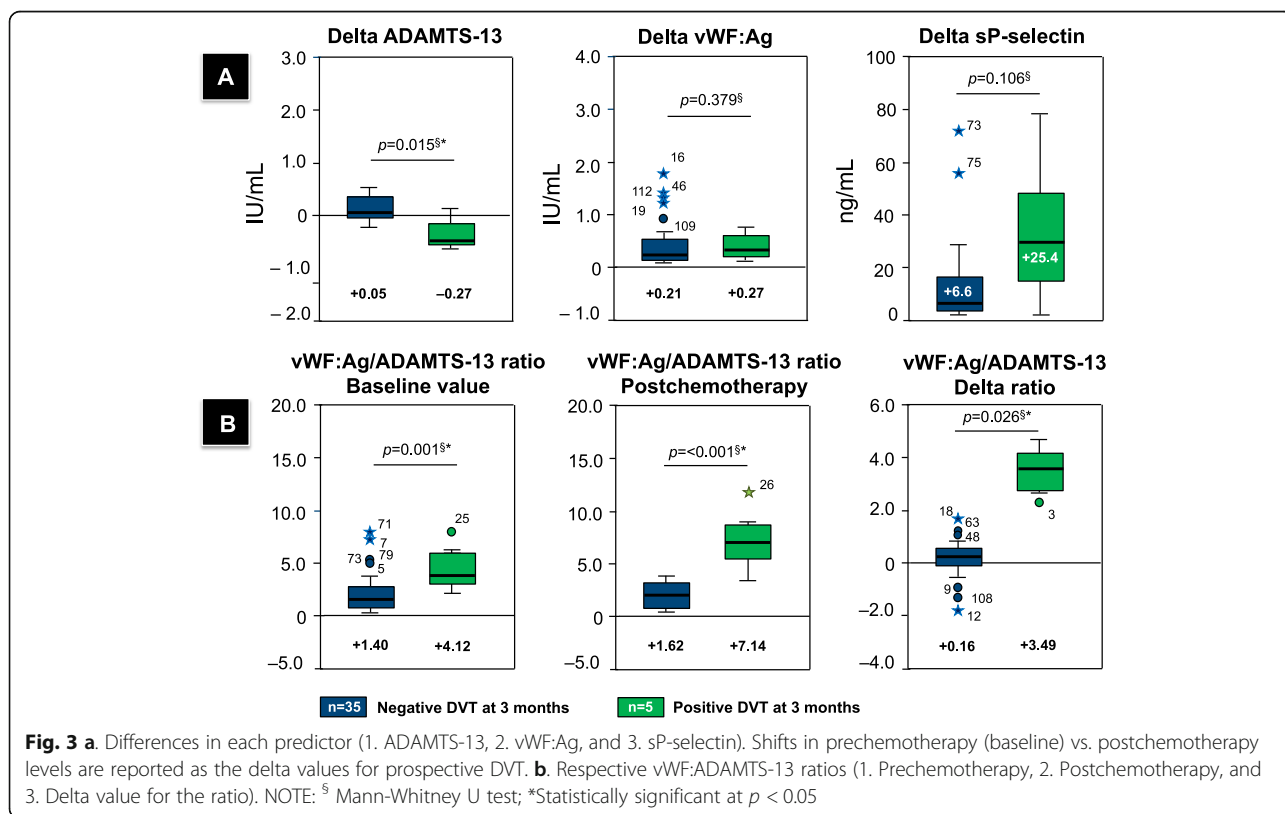 A
Delta ADAMTS-13
3.0
2.0
1.0
0
– 1.0
– 2.0
IU/mL
p=0.015§*
+0.05
–0.27
Delta vWF:Ag
4.0
3.0
2.0
1.0
0
– 1.0
IU/mL
p=0.379§
16
112
46
19
109
+0.21
+0.27
Delta sP-selectin
100
80
60
40
20
0
ng/mL
p=0.106§
73
75
+6.6
+25.4
B
vWF:Ag/ADAMTS-13 ratio
Baseline value
20.0
15.0
10.0
5.0
0
–5.0
p=0.001§*
71
7
73
79
5
25
+1.40
+4.12
vWF:Ag/ADAMTS-13 ratio
Postchemotherapy
20.0
15.0
10.0
5.0
0
–5.0
p=<0.001§*
26
+1.62
+7.14
vWF:Ag/ADAMTS-13
Delta ratio
6.0
4.0
2.0
0
–2.0
–4.0
p=0.026§*
18
63
48
9
108
12
3
+0.16
+3.49
n=35 Negative DVT at 3 months
n=5 Positive DVT at 3 months
Fig. 3 a. Differences in each predictor (1. ADAMTS-13, 2. vWF:Ag, and 3. sP-selectin). Shifts in prechemotherapy (baseline) vs. postchemotherapy
levels are reported as the delta values for prospective DVT. b. Respective vWF:ADAMTS-13 ratios (1. Prechemotherapy, 2. Postchemotherapy, and
3. Delta value for the ratio). NOTE: § Mann-Whitney U test; *Statistically significant at p < 0.05